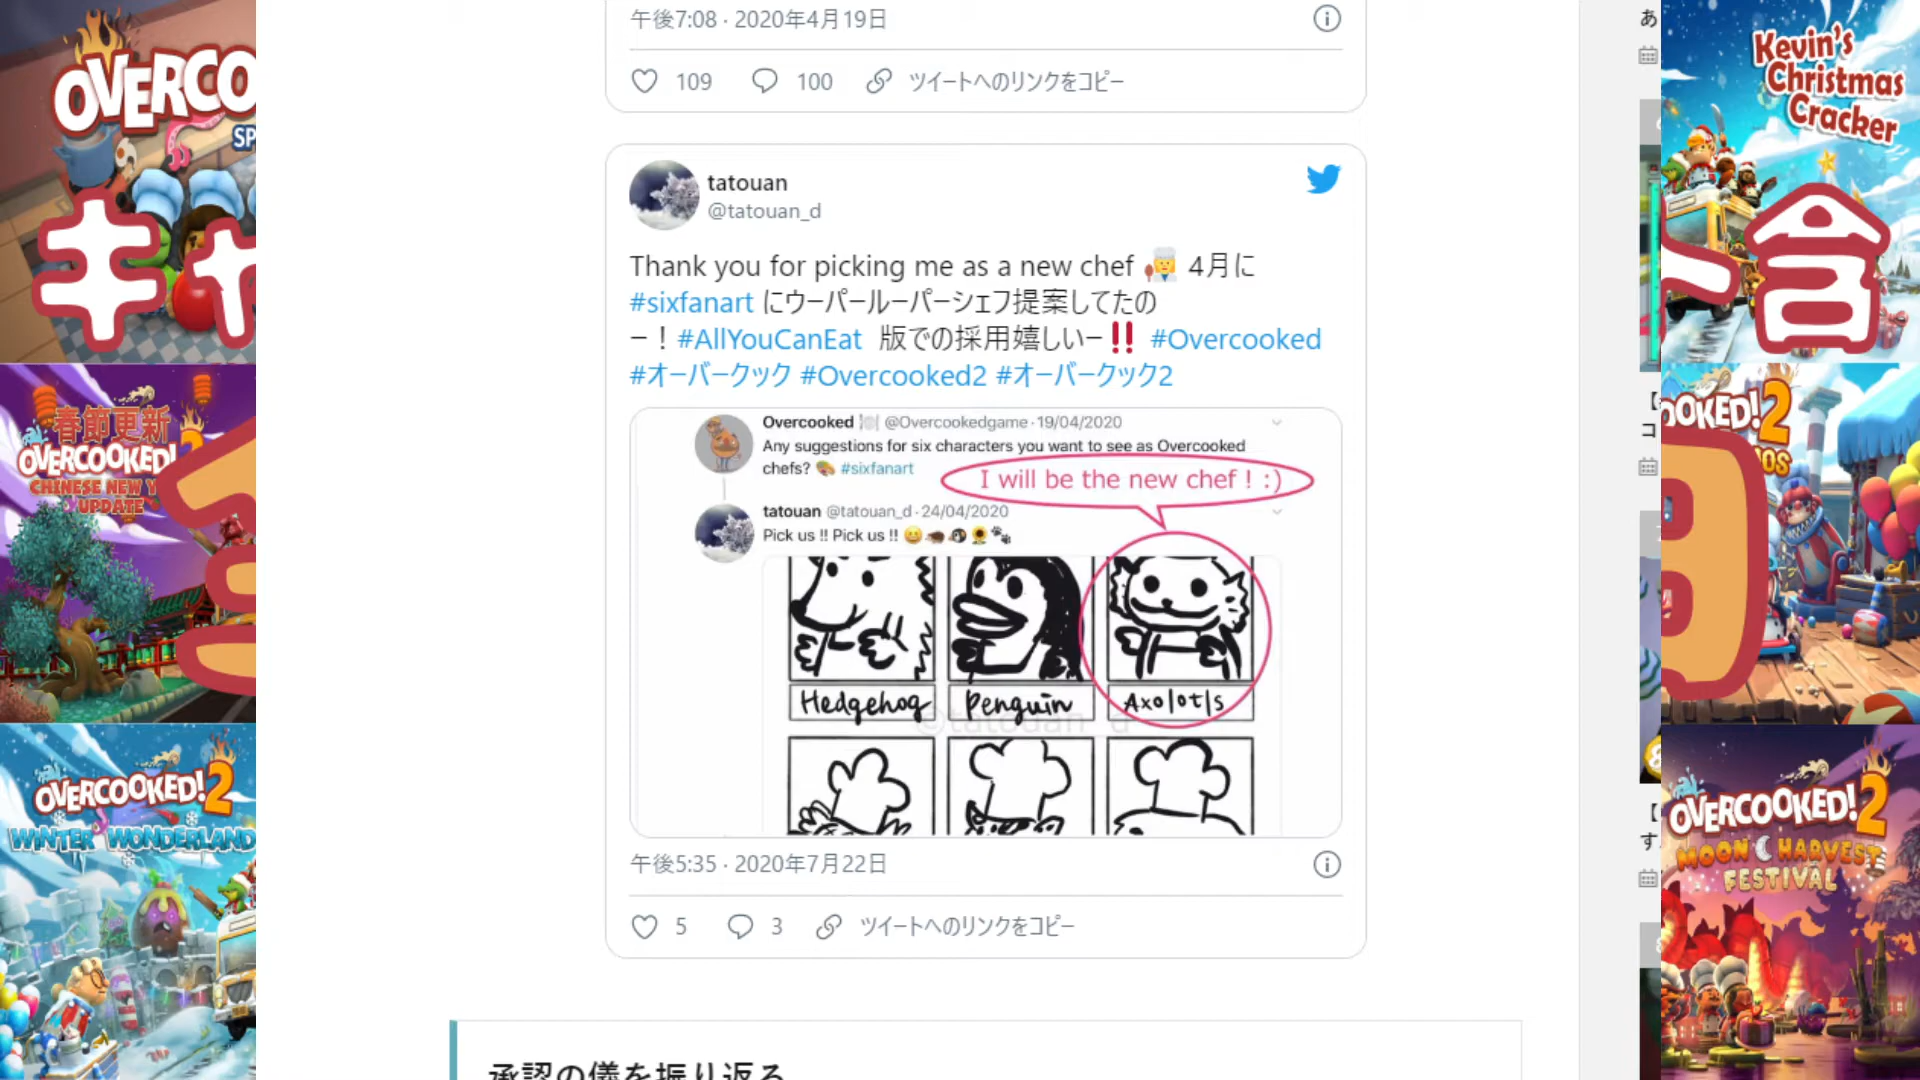 午後7:08 · 2020年4月19日
109 100 ツイートへのリンクをコピー
tatouan
@tatouan_d
Thank you for picking me as a new chef 👩‍🍳 4月に
#sixfanart にウーパールーパーシェフ提案してたの
ー！#AllYouCanEat 版での採用嬉しいー‼️ #Overcooked
#オーバークック #Overcooked2 #オーバークック2
Overcooked 🍽 @Overcookedgame · 19/04/2020
Any suggestions for six characters you want to see as Overcooked
chefs? 🎨 #sixfanart
I will be the new chef ! :)
tatouan @tatouan_d · 24/04/2020
Pick us !! Pick us !! 😆🦔🐧🌻🐾
Hedgehog Penguin Axolotls
©tatouan_d
午後5:35 · 2020年7月22日
5 3 ツイートへのリンクをコピー
承認の儀を振り返る
OVERCO
SP
キャ
春節更新
OVERCOOKED! 2
CHINESE NEW Y
UPDATE
OVERCOOKED! 2
WINTER WONDERLAND
あ
コ
す
Kevin's
Christmas
Cracker
含
OOKED! 2
OS
OVERCOOKED! 2
MOON HARVEST
FESTIVAL